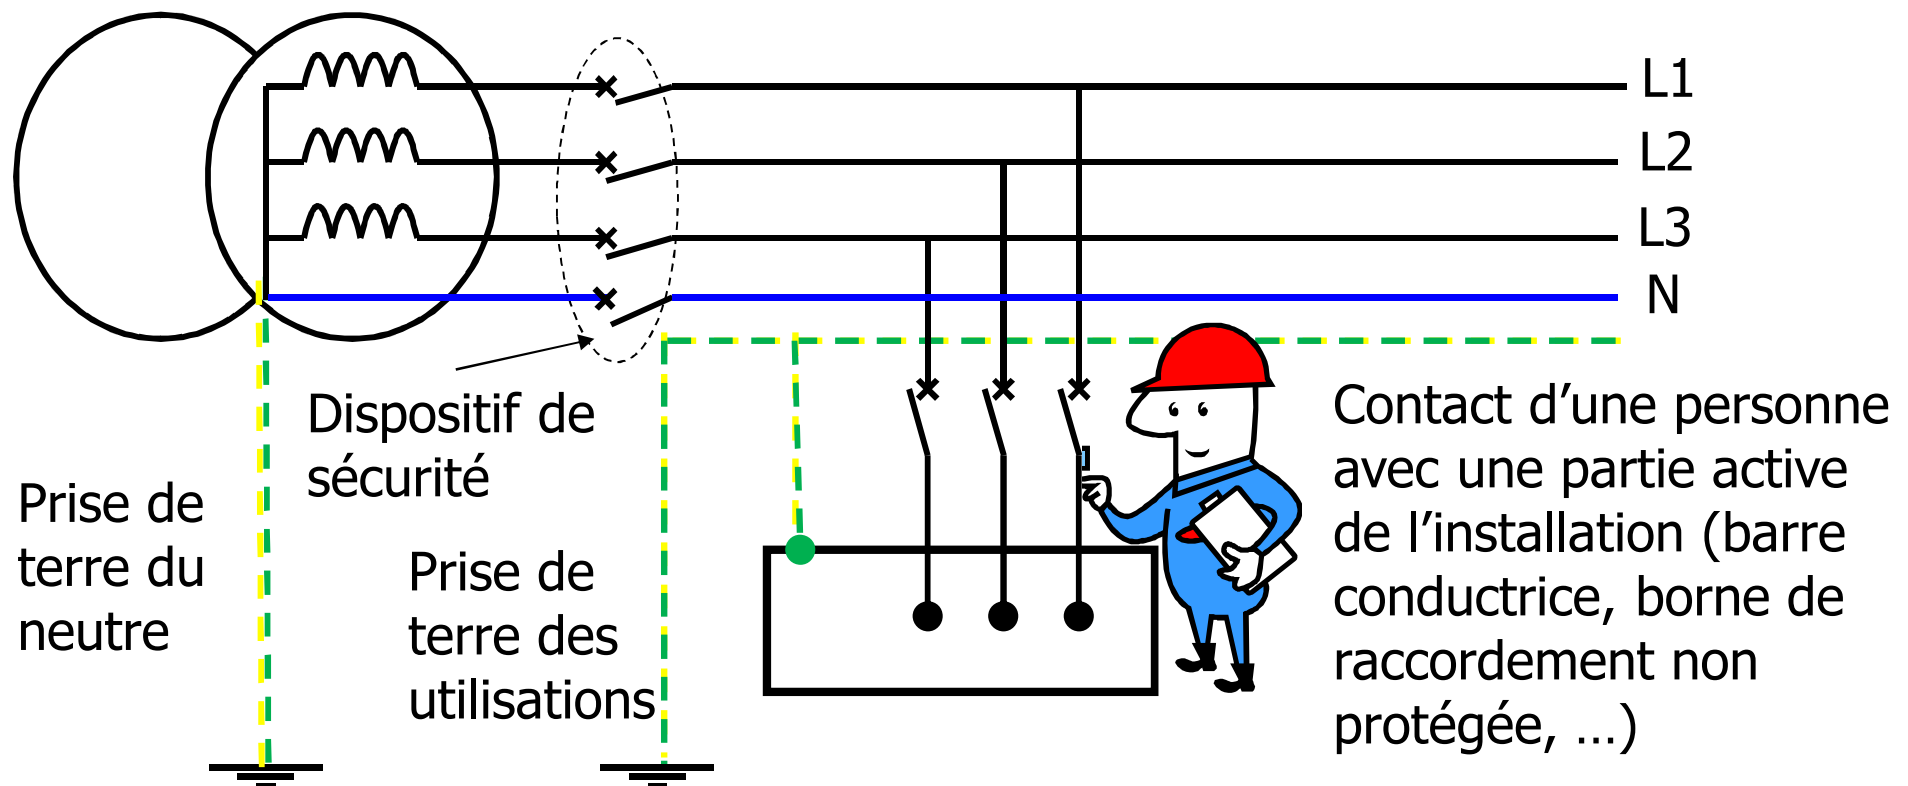 L1
L2
L3
N
Dispositif de
sécurité
Prise de
terre du
neutre
Prise de
terre des
utilisations
Contact d’une personne
avec une partie active
de l’installation (barre
conductrice, borne de
raccordement non
protégée, …)